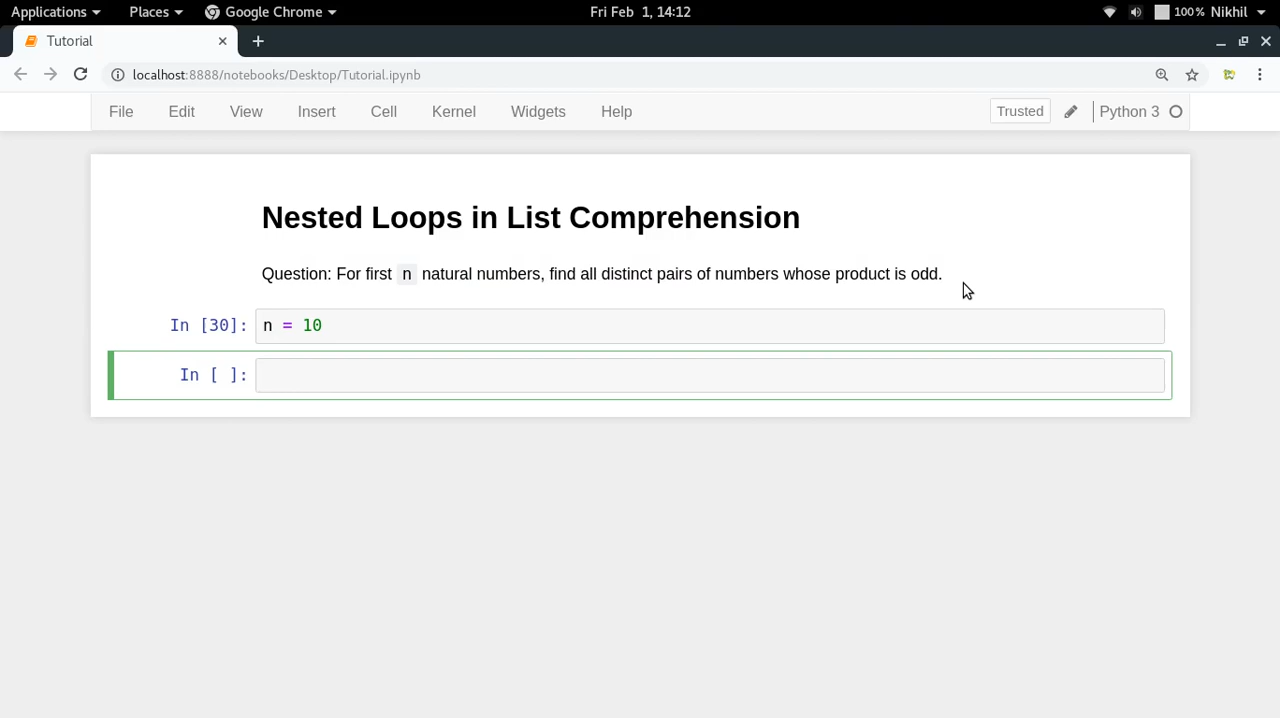 Applications Places Google Chrome Fri Feb 1, 14:12 100% Nikhil
Tutorial
localhost:8888/notebooks/Desktop/Tutorial.ipynb
File Edit View Insert Cell Kernel Widgets Help Trusted Python 3
Nested Loops in List Comprehension
Question: For first n natural numbers, find all distinct pairs of numbers whose product is odd.
In [30]: n = 10
In [ ]: